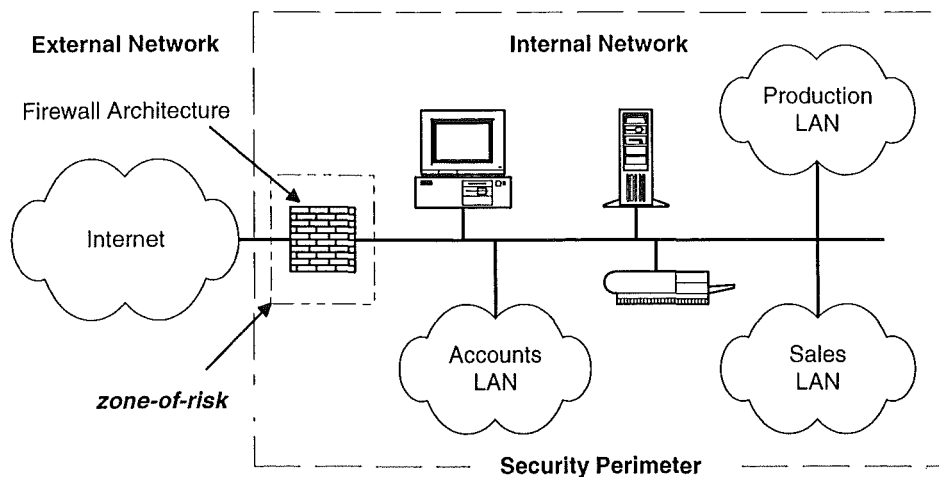 External Network
Internal Network
Firewall Architecture
Production
LAN
Internet
Accounts
LAN
Sales
LAN
zone-of-risk
Security Perimeter